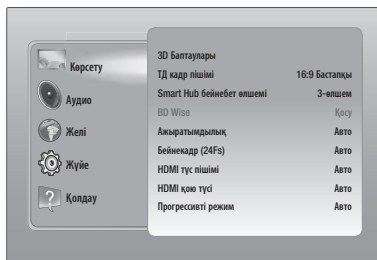 Көрсету
Аудио
Желі
Жүйе
Қолдау
3D Баптаулары
ТД кадр пішімі 16:9 Бастапқы
Smart Hub бейнебет өлшемі 3-өлшем
BD Wise Қосу
Ажыратымдылық Авто
Бейнекадр (24Fs) Авто
HDMI түс пішімі Авто
HDMI қою түсі Авто
Прогрессивті режим Авто